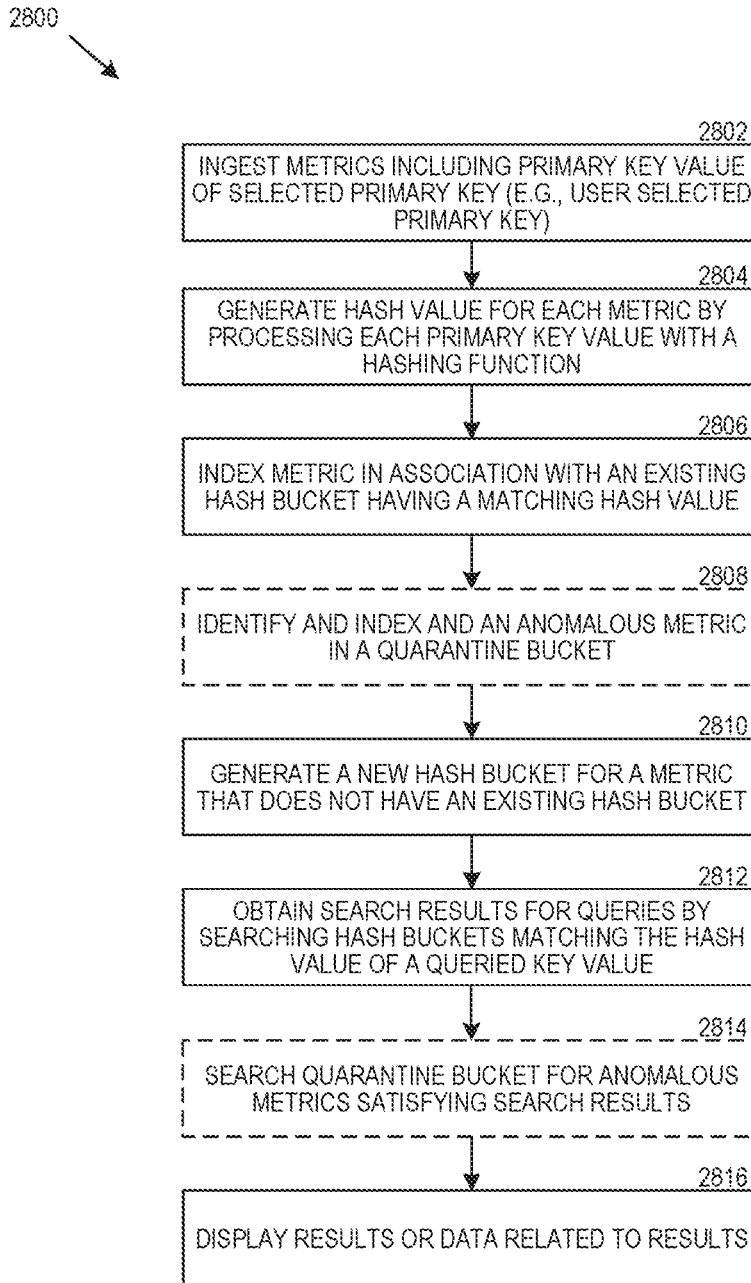 2800
2802
INGEST METRICS INCLUDING PRIMARY KEY VALUE
OF SELECTED PRIMARY KEY (E.G., USER SELECTED
PRIMARY KEY)
2804
GENERATE HASH VALUE FOR EACH METRIC BY
PROCESSING EACH PRIMARY KEY VALUE WITH A
HASHING FUNCTION
2806
INDEX METRIC IN ASSOCIATION WITH AN EXISTING
HASH BUCKET HAVING A MATCHING HASH VALUE
2808
IDENTIFY AND INDEX AND AN ANOMALOUS METRIC
IN A QUARANTINE BUCKET
2810
GENERATE A NEW HASH BUCKET FOR A METRIC
THAT DOES NOT HAVE AN EXISTING HASH BUCKET
2812
OBTAIN SEARCH RESULTS FOR QUERIES BY
SEARCHING HASH BUCKETS MATCHING THE HASH
VALUE OF A QUERIED KEY VALUE
2814
SEARCH QUARANTINE BUCKET FOR ANOMALOUS
METRICS SATISFYING SEARCH RESULTS
2816
DISPLAY RESULTS OR DATA RELATED TO RESULTS